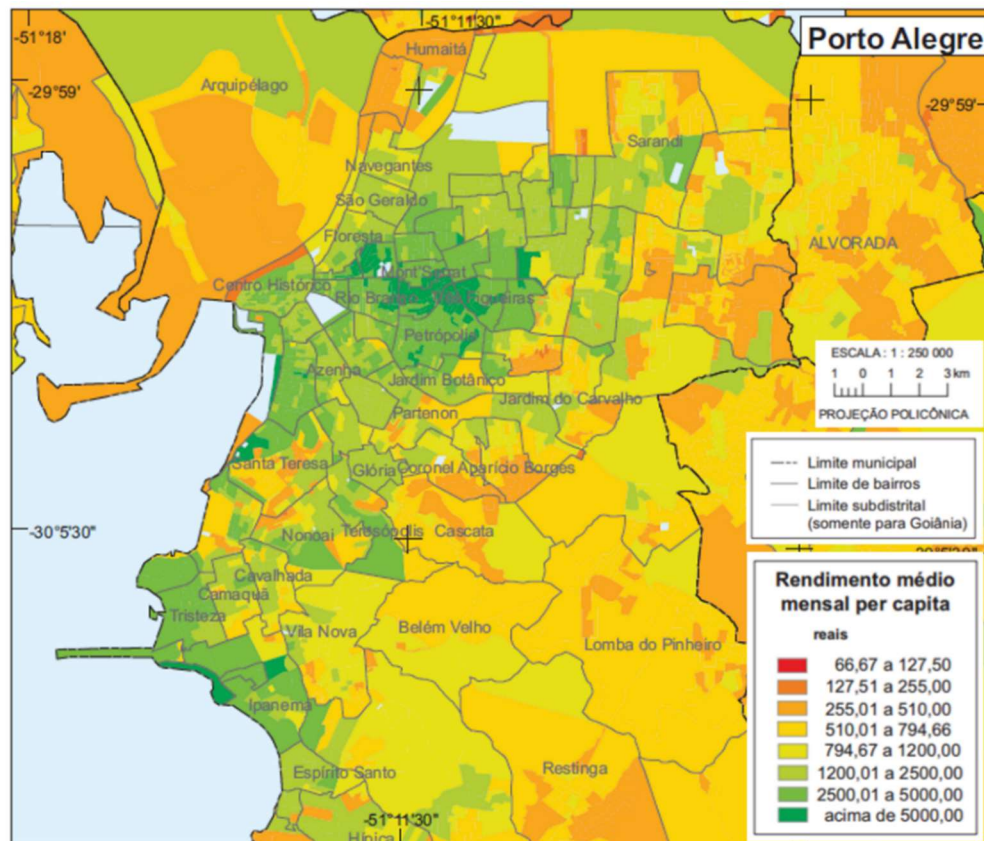 -51°11'30"
-51°18'
Porto Alegre
Humaitá
Arquipélago
-29°59'
-29°59'
Sarandi
Navegantes
São Geraldo
Floresta
ALVORADA
Mont'Serrat
Centro Histórico
Rio Branco
Três Figueiras
Petrópolis
Azenha
Jardim Botânico
Jardim do Carvalho
Partenon
ESCALA : 1 : 250 000
1 0 1 2 3 km
PROJEÇÃO POLICÔNICA
Santa Teresa
Glória
Coronel Aparício Borges
Limite municipal
Limite de bairros
Limite subdistrital
(somente para Goiânia)
-30°5'30"
Nonoai
Teresópolis
Cascata
Cavalhada
Camaquã
Tristeza
Vila Nova
Belém Velho
Lomba do Pinheiro
Ipanema
Espírito Santo
Restinga
-51°11'30"
Hípica
Rendimento médio
mensal per capita
reais
66,67 a 127,50
127,51 a 255,00
255,01 a 510,00
510,01 a 794,66
794,67 a 1200,00
1200,01 a 2500,00
2500,01 a 5000,00
acima de 5000,00